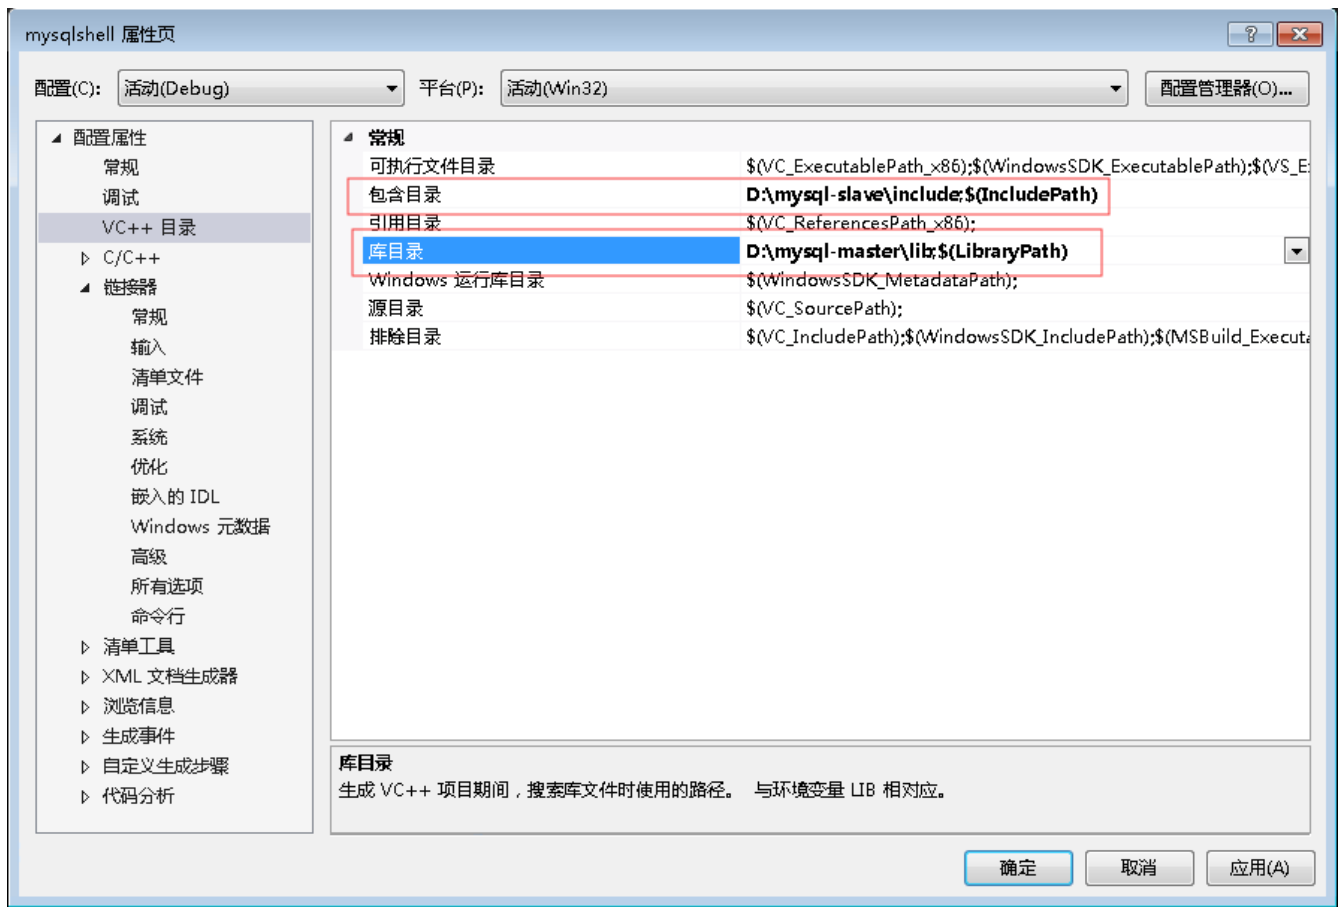 mysqlshell 属性页
配置(C): 活动(Debug) 平台(P): 活动(Win32) 配置管理器(O)...
配置属性
常规
调试
VC++ 目录
C/C++
链接器
常规
输入
清单文件
调试
系统
优化
嵌入的 IDL
Windows 元数据
高级
所有选项
命令行
清单工具
XML 文档生成器
浏览信息
生成事件
自定义生成步骤
代码分析
常规
可执行文件目录 $(VC_ExecutablePath_x86);$(WindowsSDK_ExecutablePath);$(VS_E
包含目录 D:\mysql-slave\include;$(IncludePath)
引用目录 $(VC_ReferencesPath_x86);
库目录 D:\mysql-master\lib;$(LibraryPath)
Windows 运行库目录 $(WindowsSDK_MetadataPath);
源目录 $(VC_SourcePath);
排除目录 $(VC_IncludePath);$(WindowsSDK_IncludePath);$(MSBuild_Executa
库目录
生成 VC++ 项目期间，搜索库文件时使用的路径。 与环境变量 LIB 相对应。
确定 取消 应用(A)